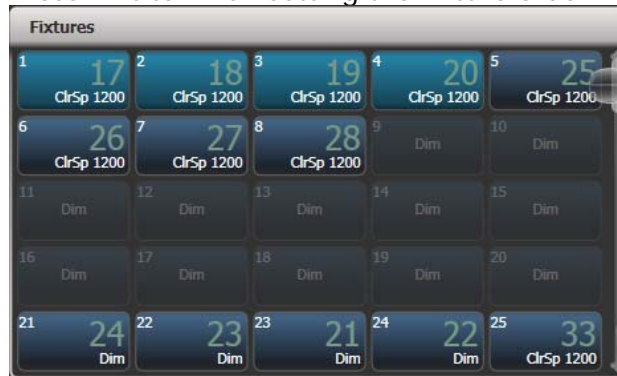 Fixtures
1 17 2 18 3 19 4 20 5 25
ClrSp 1200 ClrSp 1200 ClrSp 1200 ClrSp 1200 ClrSp 1200
6 26 7 27 8 28 9 10
ClrSp 1200 ClrSp 1200 ClrSp 1200 Dim Dim
11 12 13 14 15
Dim Dim Dim Dim Dim
16 17 18 19 20
Dim Dim Dim Dim Dim
21 24 22 23 23 21 24 22 25 33
Dim Dim Dim Dim ClrSp 1200